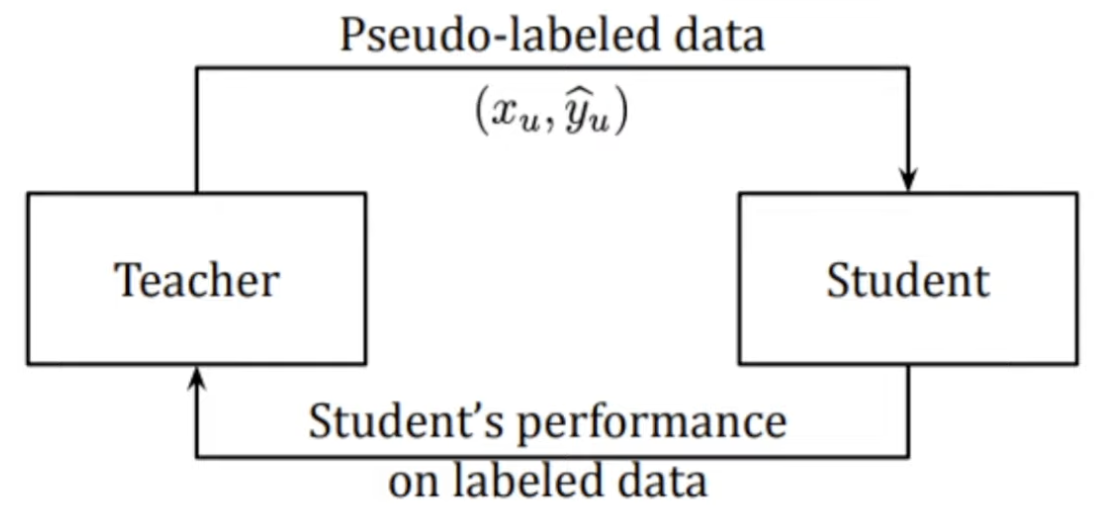 Pseudo-labeled data
(x_u, ŷ_u)
Teacher
Student
Student’s performance
on labeled data